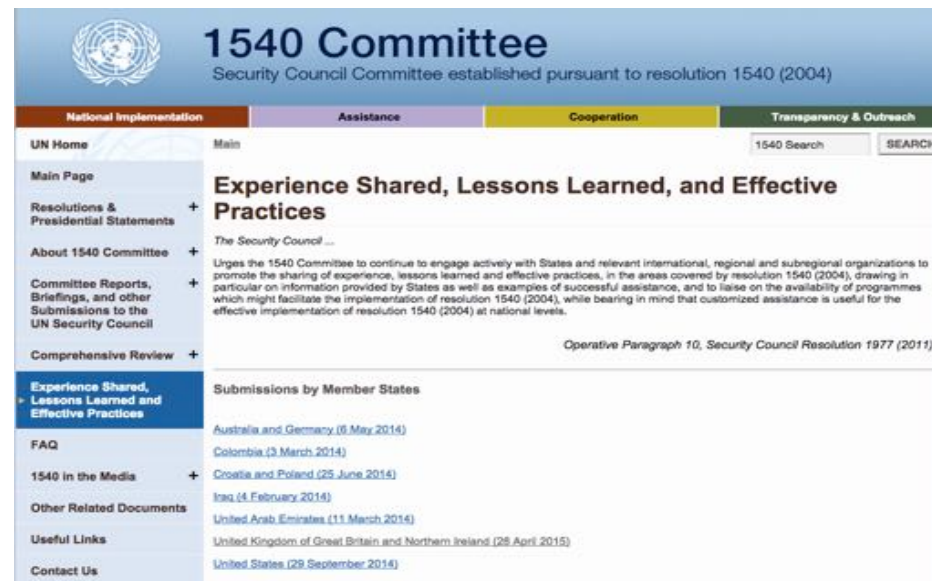 1540 Committee
Security Council Committee established pursuant to resolution 1540 (2004)
National Implementation
Assistance
Cooperation
Transparency & Outreach
UN Home
Main Page
Resolutions &
Presidential Statements
+
About 1540 Committee
+
Committee Reports,
Briefings, and other
Submissions to the
UN Security Council
+
Comprehensive Review
+
Experience Shared,
Lessons Learned and
Effective Practices
FAQ
1540 in the Media
+
Other Related Documents
Useful Links
Contact Us
Main
1540 Search
SEARCH
Experience Shared, Lessons Learned, and Effective
Practices
The Security Council ...
Urges the 1540 Committee to continue to engage actively with States and relevant international, regional and subregional organizations to
promote the sharing of experience, lessons learned and effective practices, in the areas covered by resolution 1540 (2004), drawing in
particular on information provided by States as well as examples of successful assistance, and to liaise on the availability of programmes
which might facilitate the implementation of resolution 1540 (2004), while bearing in mind that customized assistance is useful for the
effective implementation of resolution 1540 (2004) at national levels.
Operative Paragraph 10, Security Council Resolution 1977 (2011)
Submissions by Member States
Australia and Germany (6 May 2014)
Colombia (3 March 2014)
Croatia and Poland (25 June 2014)
Iraq (4 February 2014)
United Arab Emirates (11 March 2014)
United Kingdom of Great Britain and Northern Ireland (28 April 2015)
United States (29 September 2014)